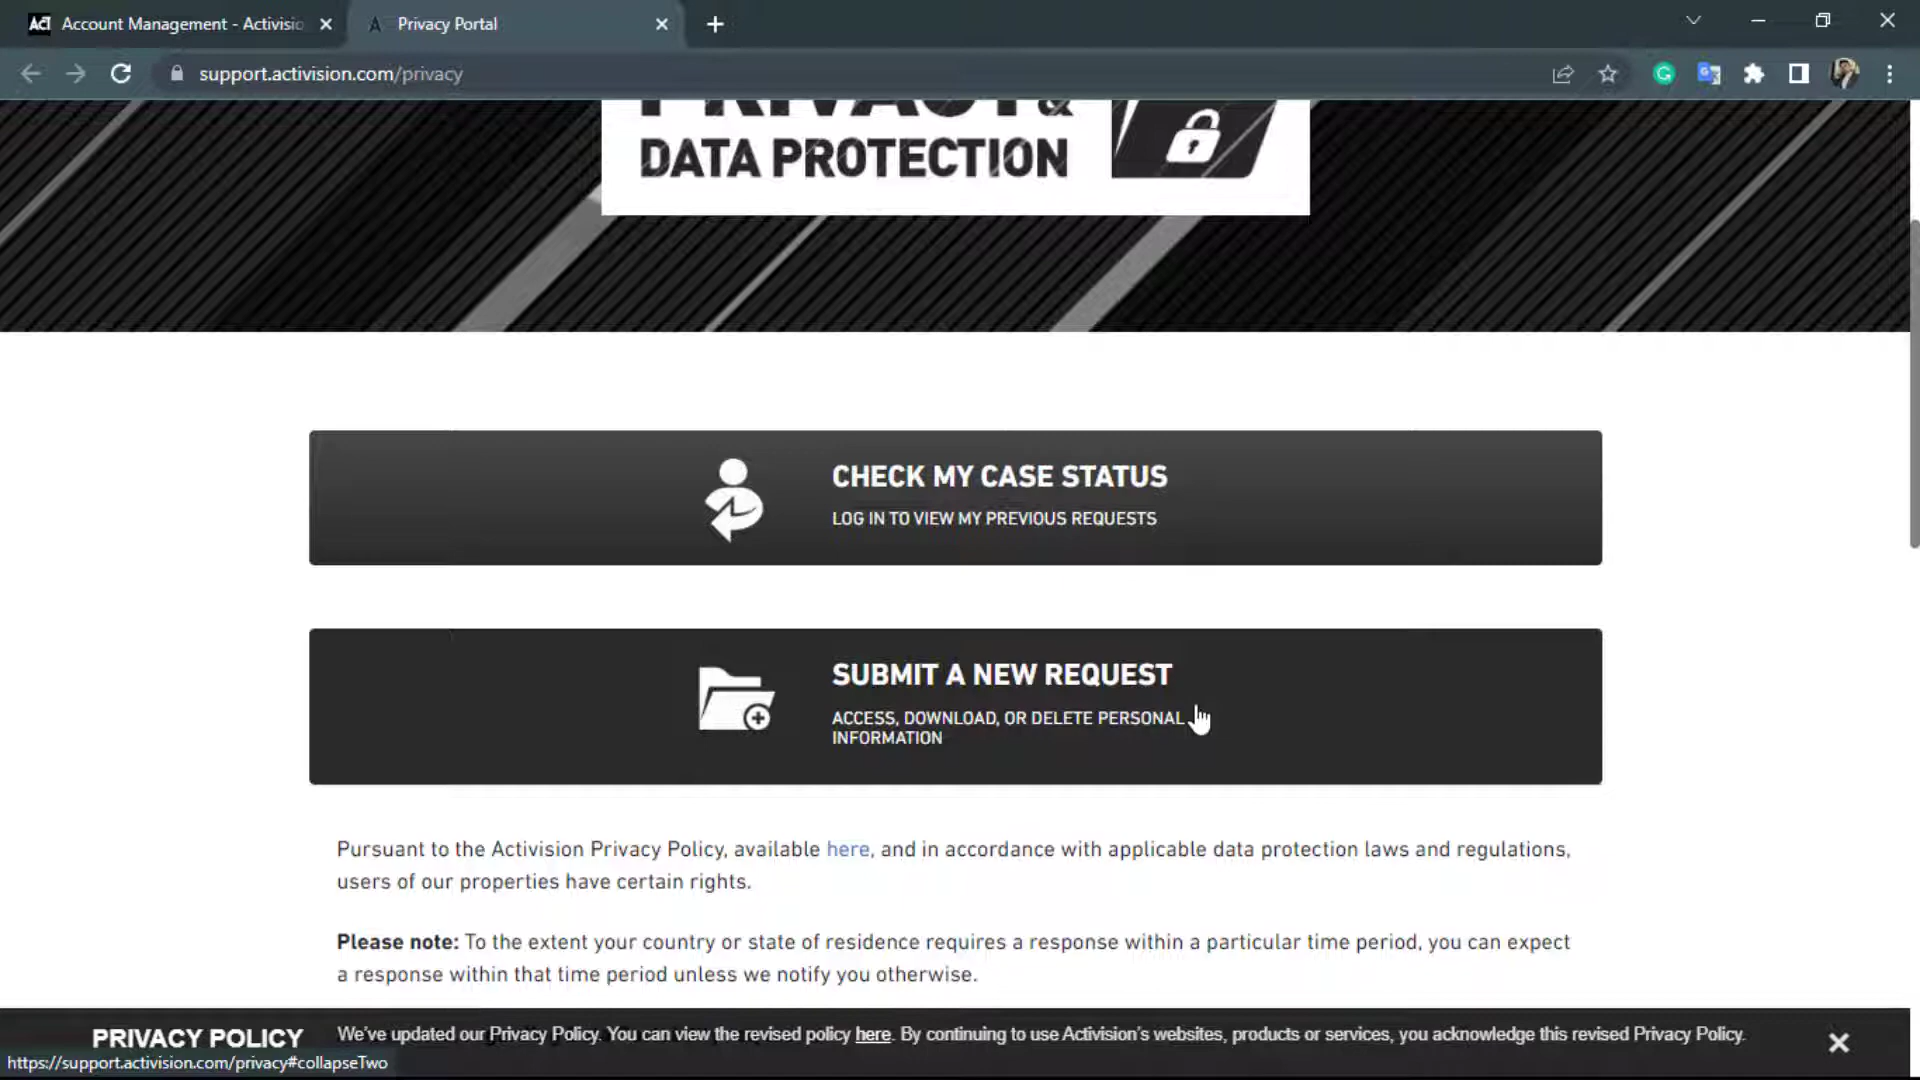 Account Management - Activisio
Privacy Portal
support.activision.com/privacy
PRIVACY &
DATA PROTECTION
CHECK MY CASE STATUS
LOG IN TO VIEW MY PREVIOUS REQUESTS
SUBMIT A NEW REQUEST
ACCESS, DOWNLOAD, OR DELETE PERSONAL
INFORMATION
Pursuant to the Activision Privacy Policy, available here, and in accordance with applicable data protection laws and regulations,
users of our properties have certain rights.
Please note: To the extent your country or state of residence requires a response within a particular time period, you can expect
a response within that time period unless we notify you otherwise.
PRIVACY POLICY
We've updated our Privacy Policy. You can view the revised policy here. By continuing to use Activision's websites, products or services, you acknowledge this revised Privacy Policy.
https://support.activision.com/privacy#collapseTwo